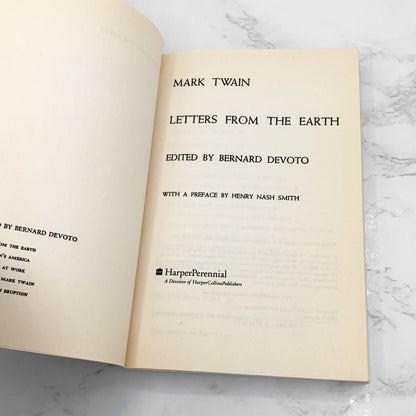 D BY BERNARD DEVOTO
OM THE EARTH
N'S AMERICA
AT WORK
MARK TWAIN
N ERUPTION
MARK TWAIN
LETTERS FROM THE EARTH
EDITED BY BERNARD DEVOTO
WITH A PREFACE BY HENRY NASH SMITH
HarperPerennial
A Division of HarperCollinsPublishers